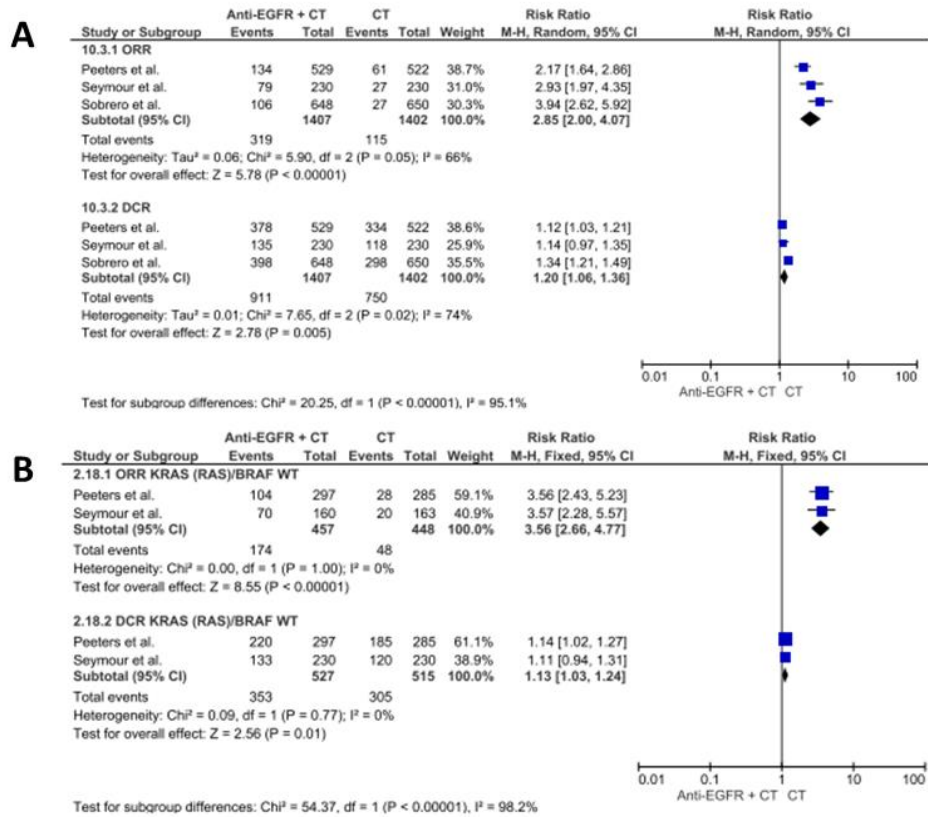 A
Anti-EGFR + CT CT Risk Ratio Risk Ratio
Study or Subgroup Events Total Events Total Weight M-H, Random, 95% CI M-H, Random, 95% CI
10.3.1 ORR
Peeters et al. 134 529 61 522 38.7% 2.17 [1.64, 2.86]
Seymour et al. 79 230 27 230 31.0% 2.93 [1.97, 4.35]
Sobrero et al. 106 648 27 650 30.3% 3.94 [2.62, 5.92]
Subtotal (95% CI) 1407 1402 100.0% 2.85 [2.00, 4.07]
Total events 319 115
Heterogeneity: Tau² = 0.06; Chi² = 5.90, df = 2 (P = 0.05); I² = 66%
Test for overall effect: Z = 5.78 (P < 0.00001)
10.3.2 DCR
Peeters et al. 378 529 334 522 38.6% 1.12 [1.03, 1.21]
Seymour et al. 135 230 118 230 25.9% 1.14 [0.97, 1.35]
Sobrero et al. 398 648 298 650 35.5% 1.34 [1.21, 1.49]
Subtotal (95% CI) 1407 1402 100.0% 1.20 [1.06, 1.36]
Total events 911 750
Heterogeneity: Tau² = 0.01; Chi² = 7.65, df = 2 (P = 0.02); I² = 74%
Test for overall effect: Z = 2.78 (P = 0.005)
0.01 0.1 1 10 100
Anti-EGFR + CT CT
Test for subgroup differences: Chi² = 20.25, df = 1 (P < 0.00001), I² = 95.1%
B
Anti-EGFR + CT CT Risk Ratio Risk Ratio
Study or Subgroup Events Total Events Total Weight M-H, Fixed, 95% CI M-H, Fixed, 95% CI
2.18.1 ORR KRAS (RAS)/BRAF WT
Peeters et al. 104 297 28 285 59.1% 3.56 [2.43, 5.23]
Seymour et al. 70 160 20 163 40.9% 3.57 [2.28, 5.57]
Subtotal (95% CI) 457 448 100.0% 3.56 [2.66, 4.77]
Total events 174 48
Heterogeneity: Chi² = 0.00, df = 1 (P = 1.00); I² = 0%
Test for overall effect: Z = 8.55 (P < 0.00001)
2.18.2 DCR KRAS (RAS)/BRAF WT
Peeters et al. 220 297 185 285 61.1% 1.14 [1.02, 1.27]
Seymour et al. 133 230 120 230 38.9% 1.11 [0.94, 1.31]
Subtotal (95% CI) 527 515 100.0% 1.13 [1.03, 1.24]
Total events 353 305
Heterogeneity: Chi² = 0.09, df = 1 (P = 0.77); I² = 0%
Test for overall effect: Z = 2.56 (P = 0.01)
0.01 0.1 1 10 100
Anti-EGFR + CT CT
Test for subgroup differences: Chi² = 54.37, df = 1 (P < 0.00001), I² = 98.2%